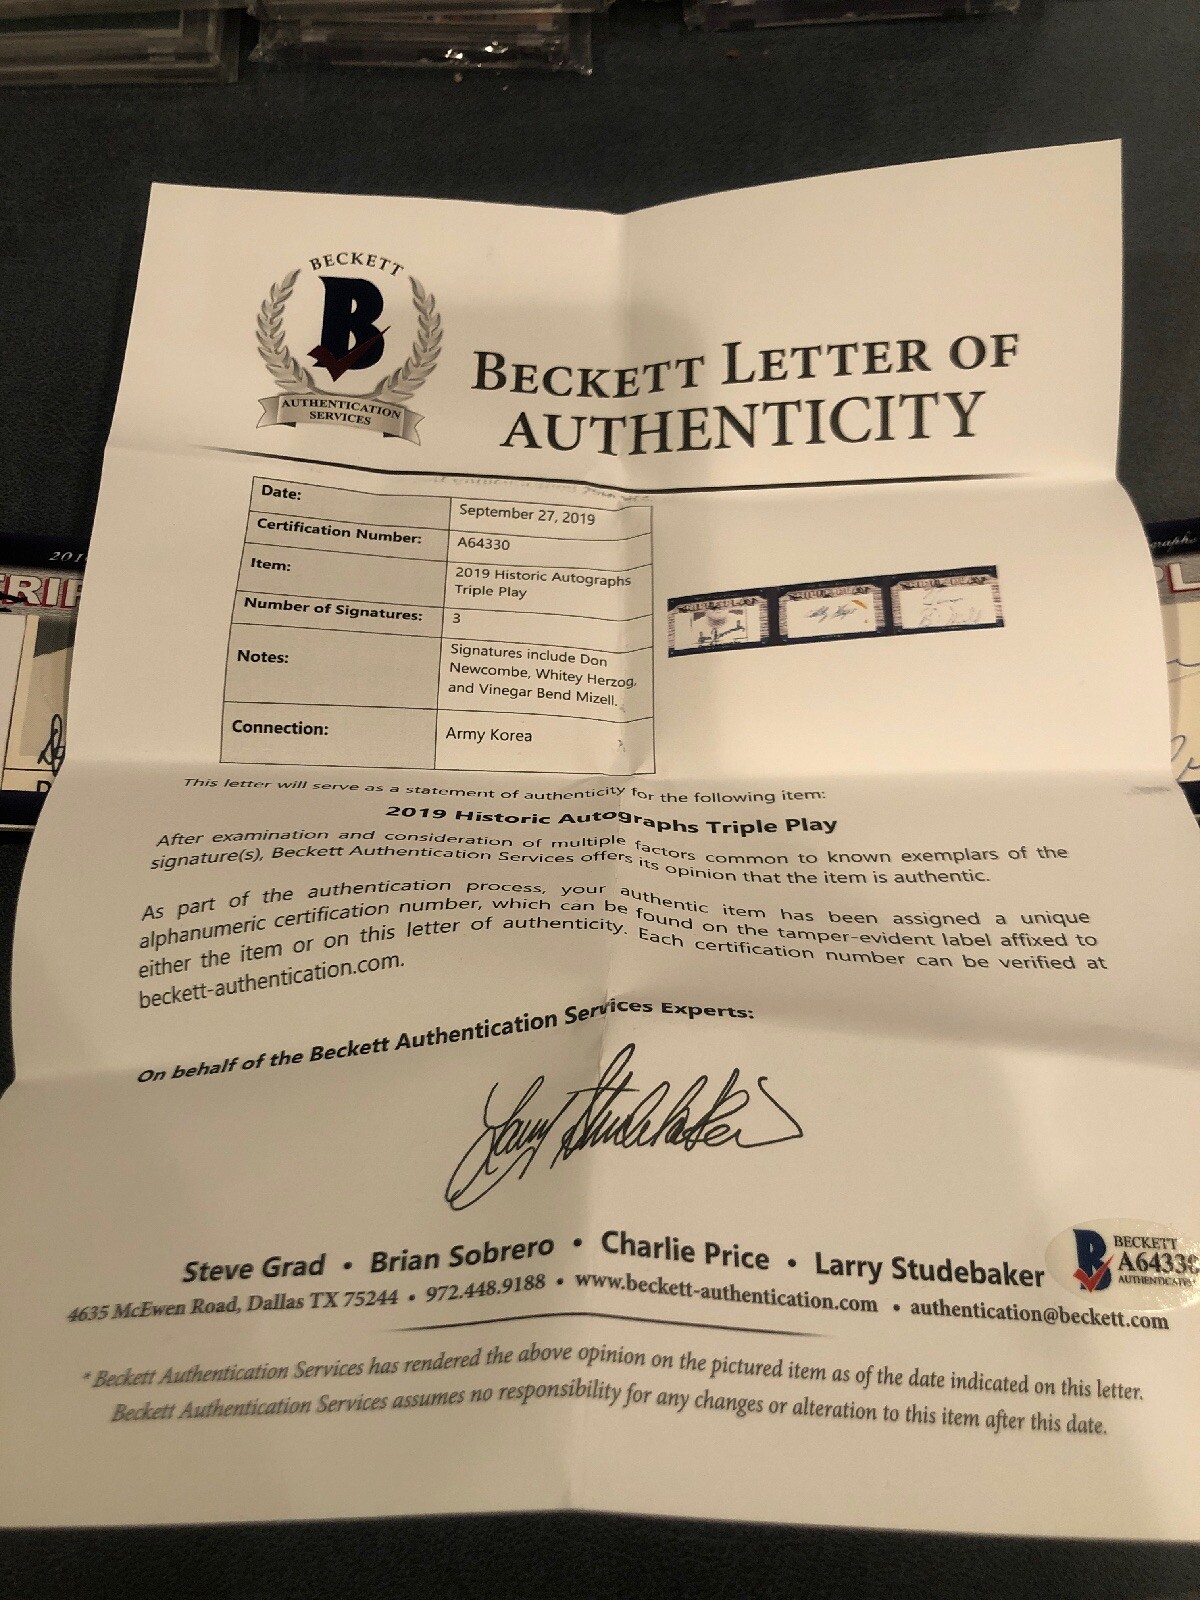 BECKETT
B
AUTHENTICATION
SERVICES
BECKETT LETTER OF
AUTHENTICITY
Date: September 27, 2019
Certification Number: A64330
Item: 2019 Historic Autographs
Triple Play
Number of Signatures: 3
Notes: Signatures include Don
Newcombe, Whitey Herzog,
and Vinegar Bend Mizell.
Connection: Army Korea
This letter will serve as a statement of authenticity for the following item:
2019 Historic Autographs Triple Play
After examination and consideration of multiple factors common to known exemplars of the
signature(s), Beckett Authentication Services offers its opinion that the item is authentic.
As part of the authentication process, your authentic item has been assigned a unique
alphanumeric certification number, which can be found on the tamper-evident label affixed to
either the item or on this letter of authenticity. Each certification number can be verified at
beckett-authentication.com.
On behalf of the Beckett Authentication Services Experts:
Larry Studebaker
Steve Grad • Brian Sobrero • Charlie Price • Larry Studebaker
4635 McEwen Road, Dallas TX 75244 • 972.448.9188 • www.beckett-authentication.com • authentication@beckett.com
B BECKETT
A64330
* Beckett Authentication Services has rendered the above opinion on the pictured item as of the date indicated on this letter.
Beckett Authentication Services assumes no responsibility for any changes or alteration to this item after this date.